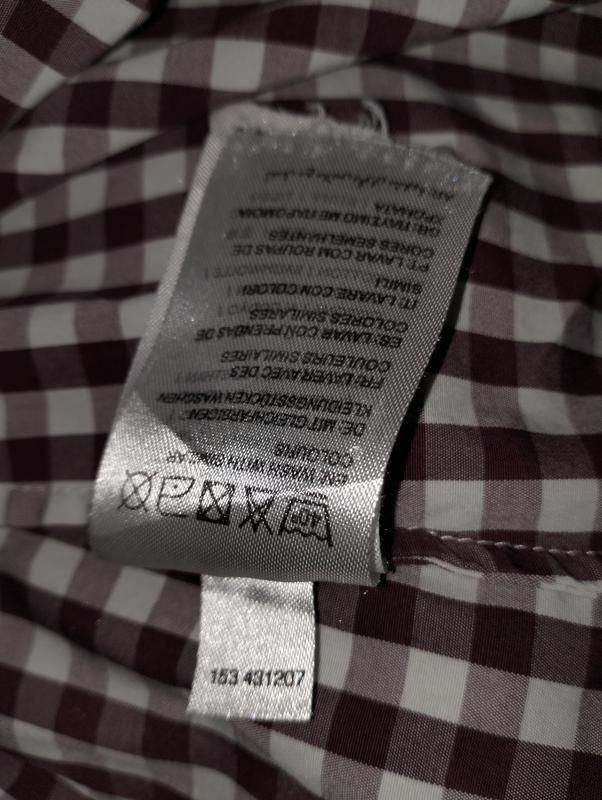 40°
EN: WASH WITH SIMILAR
COLOURS
DE: MIT GLEICHFARBIGEN
KLEIDUNGSSTÜCKEN WASCHEN
FR: LAVER AVEC DES
COULEURS SIMILAIRES
ES: LAVAR CON PRENDAS DE
COLORES SIMILARES
IT: LAVARE CON COLORI
SIMILI
PT: LAVAR COM ROUPAS DE
CORES SEMELHANTES
ΠΛΥΣΙΜΟ ΜΕ ΠΑΡΟΜΟΙΑ
ΧΡΩΜΑΤΑ
153 431207